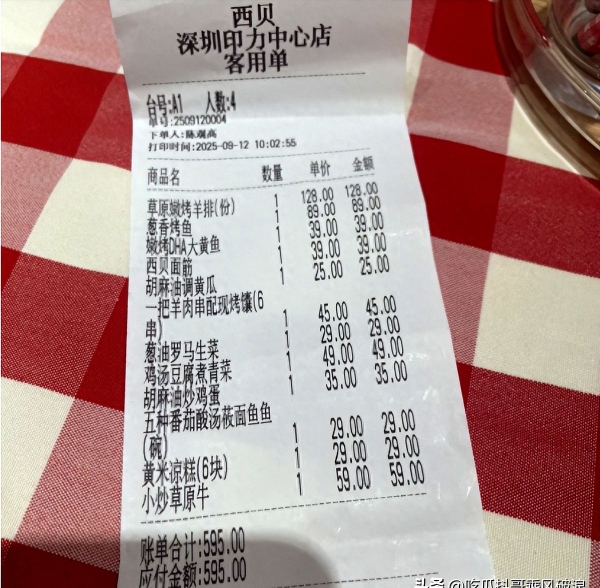 西贝
深圳印力中心店
客用单
台号:A1 人数:4
单号:2509120004
下单人:陈观高
打印时间:2025-09-12 10:02:55
商品名 数量 单价 金额
草原嫩烤羊排(份) 1 128.00 128.00
葱香烤鱼 1 89.00 89.00
嫩烤DHA大黄鱼 1 39.00 39.00
西贝面筋 1 39.00 39.00
胡麻油调黄瓜 1 25.00 25.00
一把羊肉串配现烤馕(6
串) 1 45.00 45.00
葱油罗马生菜 1 29.00 29.00
鸡汤豆腐煮青菜 1 49.00 49.00
胡麻油炒鸡蛋 1 35.00 35.00
五种番茄酸汤莜面鱼鱼
(碗) 1 29.00 29.00
黄米凉糕(6块) 1 29.00 29.00
小炒草原牛 1 59.00 59.00
账单合计:595.00
应付金额:595.00
头条 @吃瓜抖哥乘风破浪